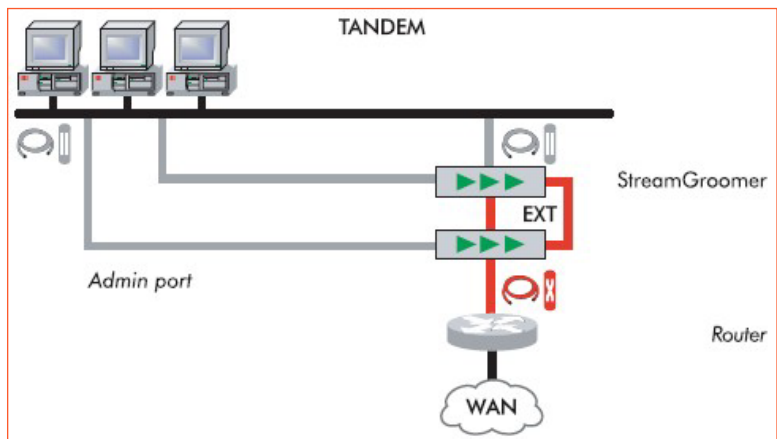 TANDEM
StreamGroomer
EXT
Admin port
Router
WAN